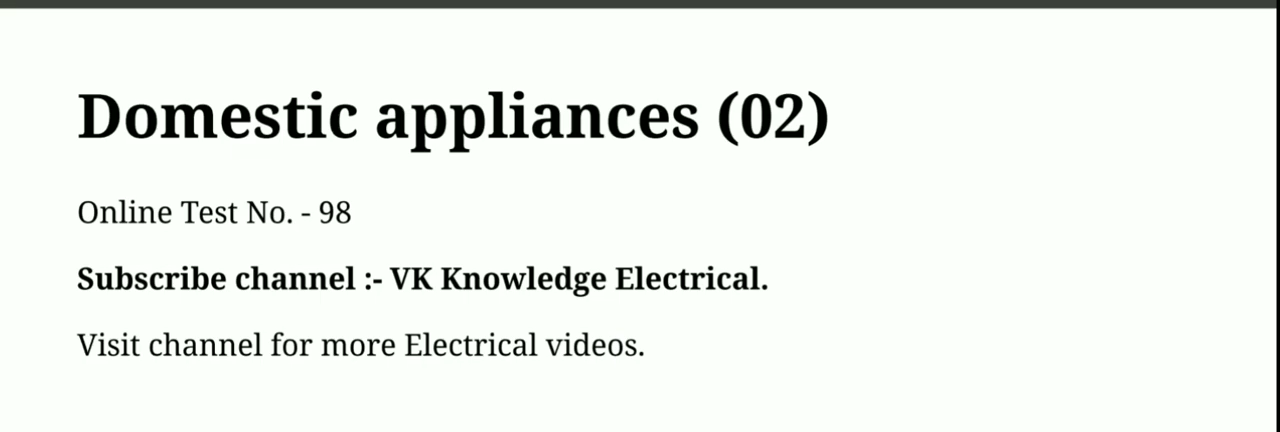 Domestic appliances (02)
Online Test No. - 98
Subscribe channel :- VK Knowledge Electrical.
Visit channel for more Electrical videos.